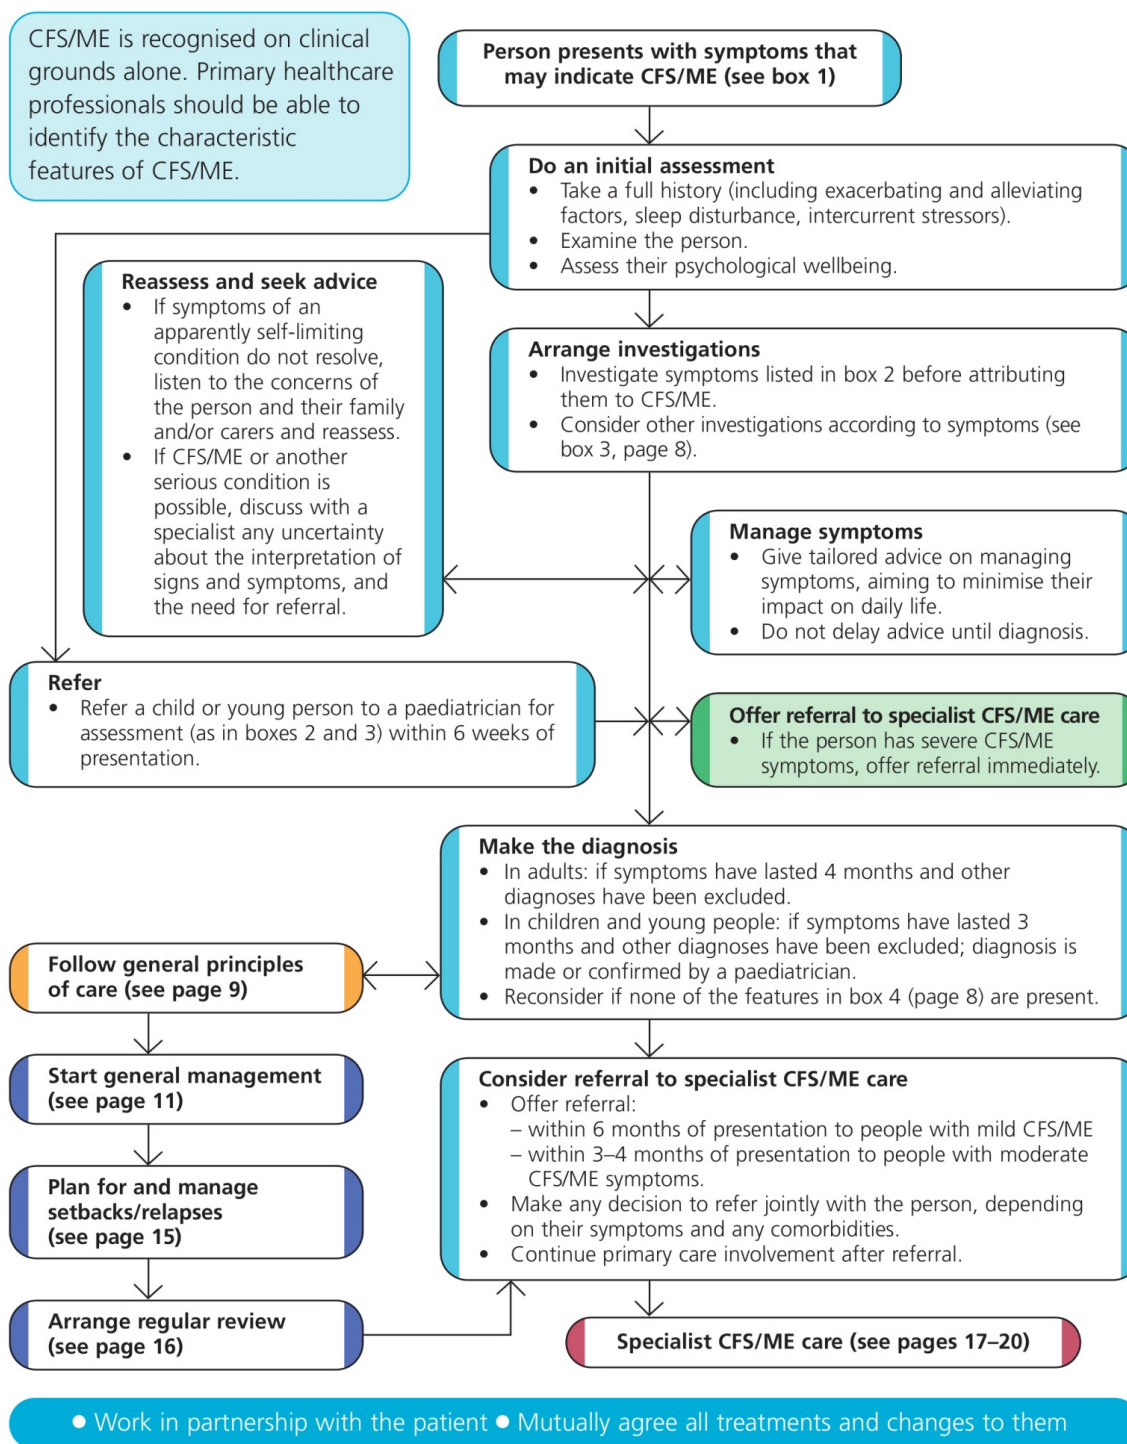 CFS/ME is recognised on clinical
grounds alone. Primary healthcare
professionals should be able to
identify the characteristic
features of CFS/ME.
Person presents with symptoms that
may indicate CFS/ME (see box 1)
Do an initial assessment
• Take a full history (including exacerbating and alleviating
factors, sleep disturbance, intercurrent stressors).
• Examine the person.
• Assess their psychological wellbeing.
Reassess and seek advice
• If symptoms of an
apparently self-limiting
condition do not resolve,
listen to the concerns of
the person and their family
and/or carers and reassess.
• If CFS/ME or another
serious condition is
possible, discuss with a
specialist any uncertainty
about the interpretation of
signs and symptoms, and
the need for referral.
Arrange investigations
• Investigate symptoms listed in box 2 before attributing
them to CFS/ME.
• Consider other investigations according to symptoms (see
box 3, page 8).
Manage symptoms
• Give tailored advice on managing
symptoms, aiming to minimise their
impact on daily life.
• Do not delay advice until diagnosis.
Refer
• Refer a child or young person to a paediatrician for
assessment (as in boxes 2 and 3) within 6 weeks of
presentation.
Offer referral to specialist CFS/ME care
• If the person has severe CFS/ME
symptoms, offer referral immediately.
Make the diagnosis
• In adults: if symptoms have lasted 4 months and other
diagnoses have been excluded.
• In children and young people: if symptoms have lasted 3
months and other diagnoses have been excluded; diagnosis is
made or confirmed by a paediatrician.
• Reconsider if none of the features in box 4 (page 8) are present.
Follow general principles
of care (see page 9)
Start general management
(see page 11)
Plan for and manage
setbacks/relapses
(see page 15)
Arrange regular review
(see page 16)
Consider referral to specialist CFS/ME care
• Offer referral:
– within 6 months of presentation to people with mild CFS/ME
– within 3–4 months of presentation to people with moderate
CFS/ME symptoms.
• Make any decision to refer jointly with the person, depending
on their symptoms and any comorbidities.
• Continue primary care involvement after referral.
Specialist CFS/ME care (see pages 17–20)
● Work in partnership with the patient ● Mutually agree all treatments and changes to them